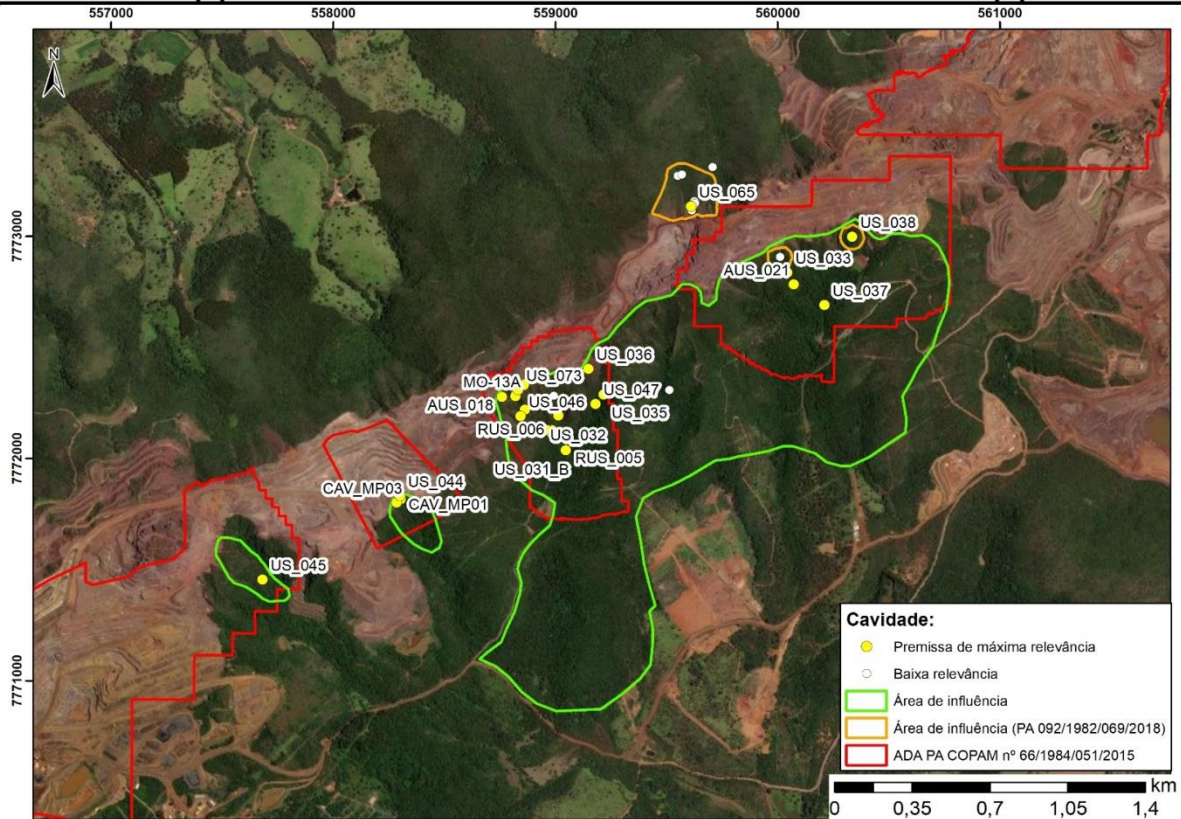 557000 558000 559000 560000 561000
N
US_065
7773000
US_038
US_033
AUS_021
US_037
US_036
MO-13A US_073
US_047
AUS_018 US_046
US_035
RUS_006 US_032
7772000
RUS_005
US_031_B
US_044
CAV_MP03
CAV_MP01
US_045
7771000
Cavidade:
Premissa de máxima relevância
Baixa relevância
Área de influência
Área de influência (PA 092/1982/069/2018)
ADA PA COPAM nº 66/1984/051/2015
km
0 0,35 0,7 1,05 1,4